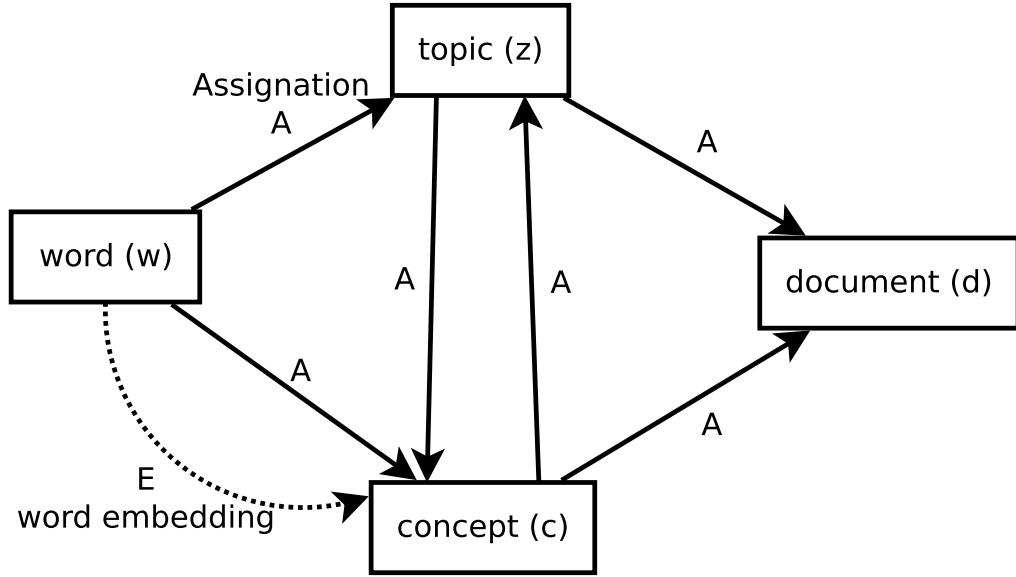 topic (z)
Assignation
A
A
word (w)
document (d)
A
A
A
A
E
word embedding
concept (c)